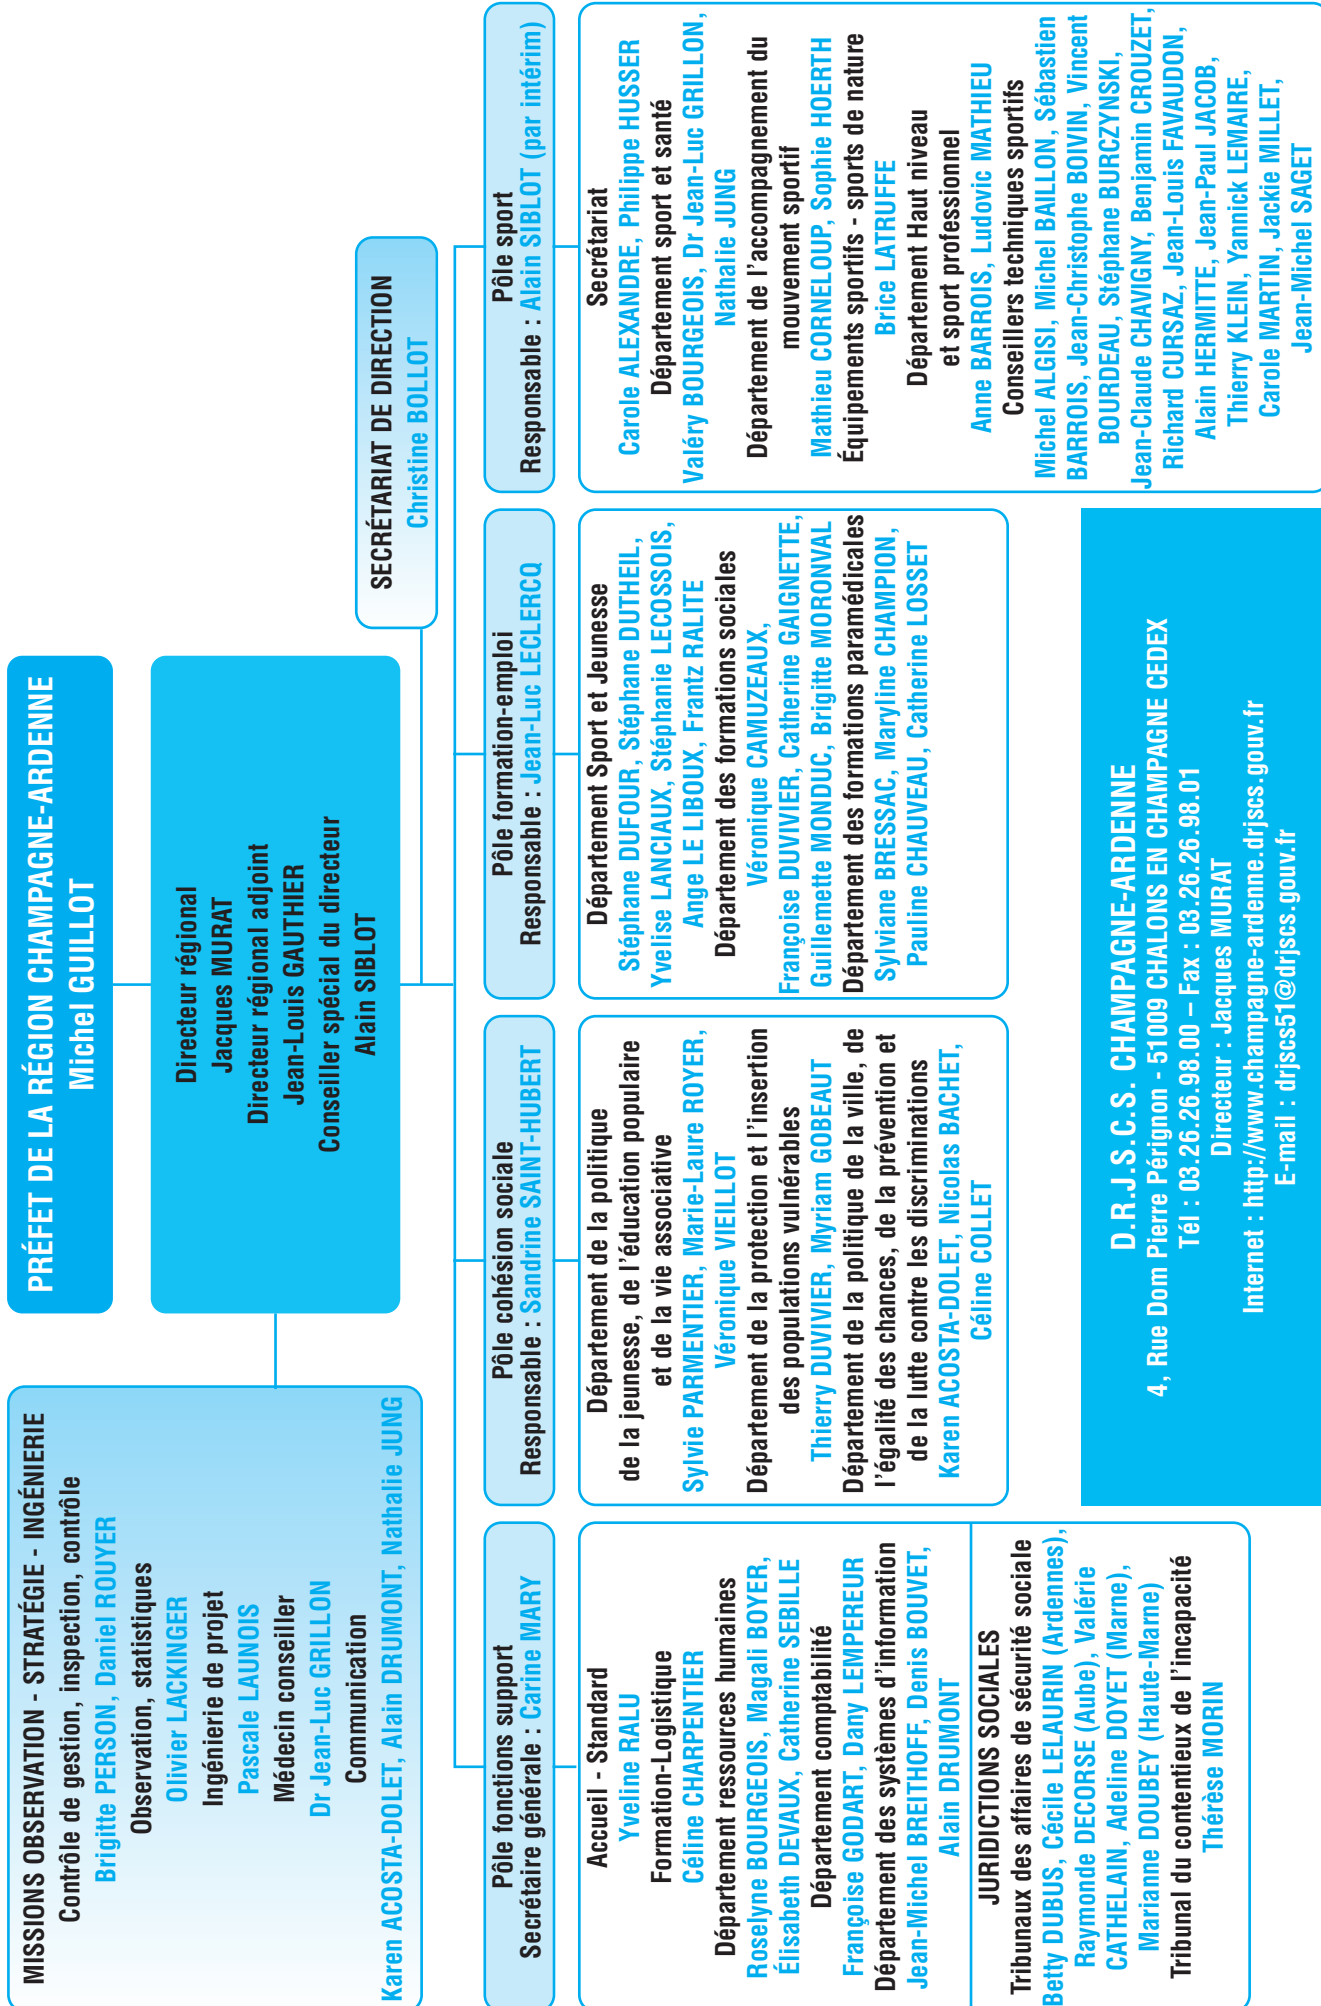 PRÉFET DE LA RÉGION CHAMPAGNE-ARDENNE
Michel GUILLOT
MISSIONS OBSERVATION - STRATÉGIE - INGÉNIERIE
Contrôle de gestion, inspection, contrôle
Brigitte PERSON, Daniel ROUYER
Observation, statistiques
Olivier LACKINGER
Ingénierie de projet
Pascale LAUNOIS
Médecin conseiller
Dr Jean-Luc GRILLON
Communication
Karen ACOSTA-DOLET, Alain DRUMONT, Nathalie JUNG
Directeur régional
Jacques MURAT
Directeur régional adjoint
Jean-Louis GAUTHIER
Conseiller spécial du directeur
Alain SIBLOT
SECRÉTARIAT DE DIRECTION
Christine BOLLOT
Pôle fonctions support
Secrétaire générale : Carine MARY
Accueil - Standard
Yveline RALU
Formation-Logistique
Céline CHARPENTIER
Département ressources humaines
Roselyne BOURGEOIS, Magali BOYER,
Élisabeth DEVAUX, Catherine SEBILLE
Département comptabilité
Françoise GODART, Dany LEMPEREUR
Département des systèmes d'information
Jean-Michel BREITHOFF, Denis BOUVET,
Alain DRUMONT
JURIDICTIONS SOCIALES
Tribunaux des affaires de sécurité sociale
Betty DUBUS, Cécile LELAURIN (Ardennes),
Raymonde DECORSE (Aube), Valérie
CATHELAIN, Adeline DOYET (Marne),
Marianne DOUBEY (Haute-Marne)
Tribunal du contentieux de l'incapacité
Thérèse MORIN
Pôle cohésion sociale
Responsable : Sandrine SAINT-HUBERT
Département de la politique
de la jeunesse, de l'éducation populaire
et de la vie associative
Sylvie PARMENTIER, Marie-Laure ROYER,
Véronique VIEILLOT
Département de la protection et l'insertion
des populations vulnérables
Thierry DUVIVIER, Myriam GOBEAUT
Département de la politique de la ville, de
l'égalité des chances, de la prévention et
de la lutte contre les discriminations
Karen ACOSTA-DOLET, Nicolas BACHET,
Céline COLLET
Pôle formation-emploi
Responsable : Jean-Luc LECLERCQ
Département Sport et Jeunesse
Stéphane DUFOUR, Stéphane DUTHEIL,
Yvelise LANCIAUX, Stéphanie LECOSSOIS,
Ange LE LIBOUX, Frantz RALITE
Département des formations sociales
Véronique CAMUZEAUX,
Françoise DUVIVIER, Catherine GAIGNETTE,
Guillemette MONDUC, Brigitte MORONVAL
Département des formations paramédicales
Sylviane BRESSAC, Maryline CHAMPION,
Pauline CHAUVEAU, Catherine LOSSET
Pôle sport
Responsable : Alain SIBLOT (par intérim)
Secrétariat
Carole ALEXANDRE, Philippe HUSSER
Département sport et santé
Valéry BOURGEOIS, Dr Jean-Luc GRILLON,
Nathalie JUNG
Département de l'accompagnement du
mouvement sportif
Mathieu CORNELOUP, Sophie HOERTH
Équipements sportifs - sports de nature
Brice LATRUFFE
Département Haut niveau
et sport professionnel
Anne BARROIS, Ludovic MATHIEU
Conseillers techniques sportifs
Michel ALGISI, Michel BAILLON, Sébastien
BARROIS, Jean-Christophe BOIVIN, Vincent
BOURDEAU, Stéphane BURCZYNSKI,
Jean-Claude CHAVIGNY, Benjamin CROUZET,
Richard CURSAZ, Jean-Louis FAVAUDON,
Alain HERMITTE, Jean-Paul JACOB,
Thierry KLEIN, Yannick LEMAIRE,
Carole MARTIN, Jackie MILLET,
Jean-Michel SAGET
D.R.J.S.C.S. CHAMPAGNE-ARDENNE
4, Rue Dom Pierre Pérignon - 51009 CHALONS EN CHAMPAGNE CEDEX
Tél : 03.26.26.98.00 – Fax : 03.26.26.98.01
Directeur : Jacques MURAT
Internet : http://www.champagne-ardenne.drjscs.gouv.fr
E-mail : drjscs51@drjscs.gouv.fr